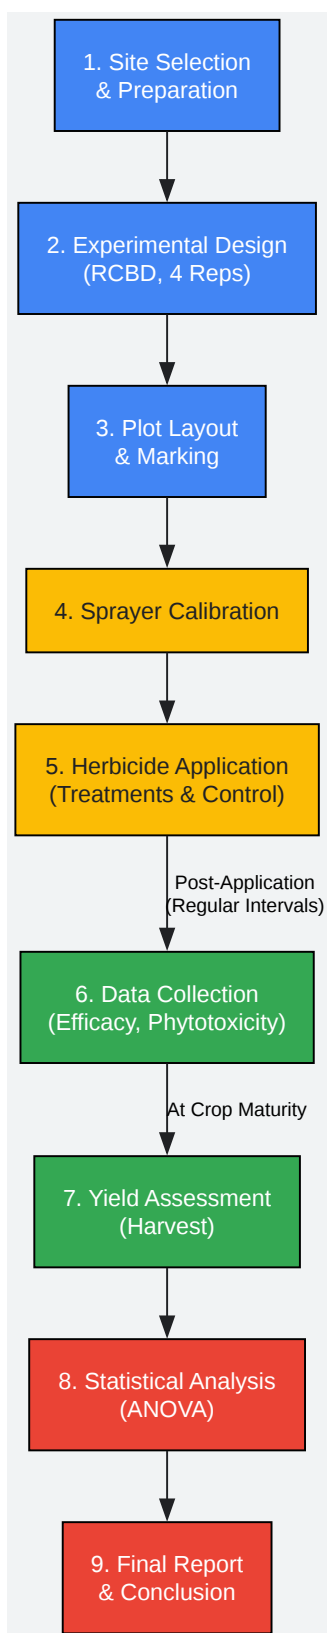 1. Site Selection
& Preparation
2. Experimental Design
(RCBD, 4 Reps)
3. Plot Layout
& Marking
4. Sprayer Calibration
5. Herbicide Application
(Treatments & Control)
Post-Application
(Regular Intervals)
6. Data Collection
(Efficacy, Phytotoxicity)
At Crop Maturity
7. Yield Assessment
(Harvest)
8. Statistical Analysis
(ANOVA)
9. Final Report
& Conclusion